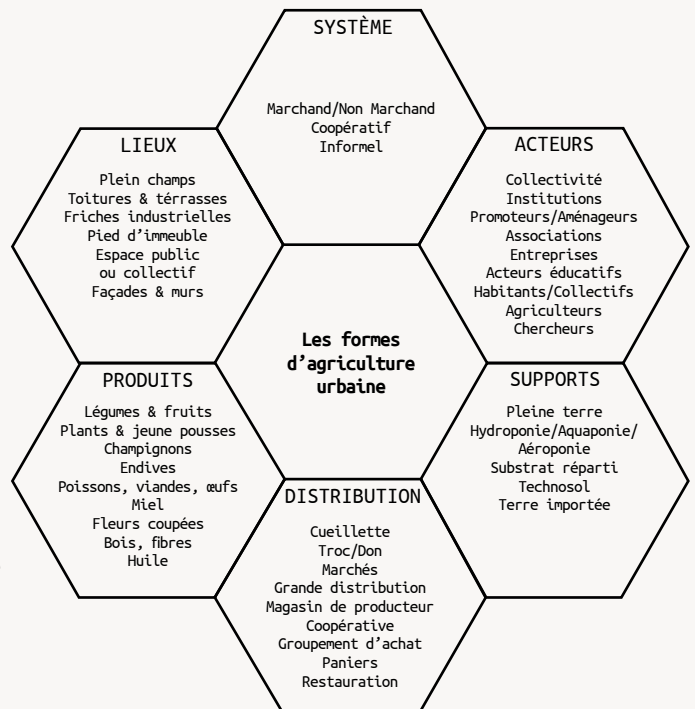 SYSTÈME
Marchand/Non Marchand
Coopératif
Informel
LIEUX
Plein champs
Toitures & térrasses
Friches industrielles
Pied d'immeuble
Espace public
ou collectif
Façades & murs
ACTEURS
Collectivité
Institutions
Promoteurs/Aménageurs
Associations
Entreprises
Acteurs éducatifs
Habitants/Collectifs
Agriculteurs
Chercheurs
Les formes
d'agriculture
urbaine
PRODUITS
Légumes & fruits
Plants & jeune pousses
Champignons
Endives
Poissons, viandes, œufs
Miel
Fleurs coupées
Bois, fibres
Huile
SUPPORTS
Pleine terre
Hydroponie/Aquaponie/
Aéroponie
Substrat réparti
Technosol
Terre importée
DISTRIBUTION
Cueillette
Troc/Don
Marchés
Grande distribution
Magasin de producteur
Coopérative
Groupement d'achat
Paniers
Restauration